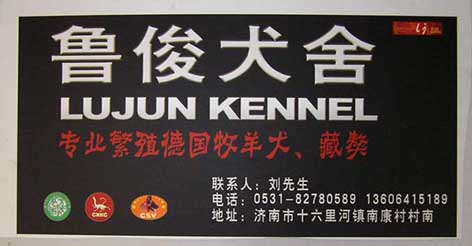 鲁俊犬舍
LUJUN KENNEL
专业繁殖德国牧羊犬、藏獒
联系人：刘先生
电话：0531-82780589 13606415189
地址：济南市十六里河镇南康村村南
CSV